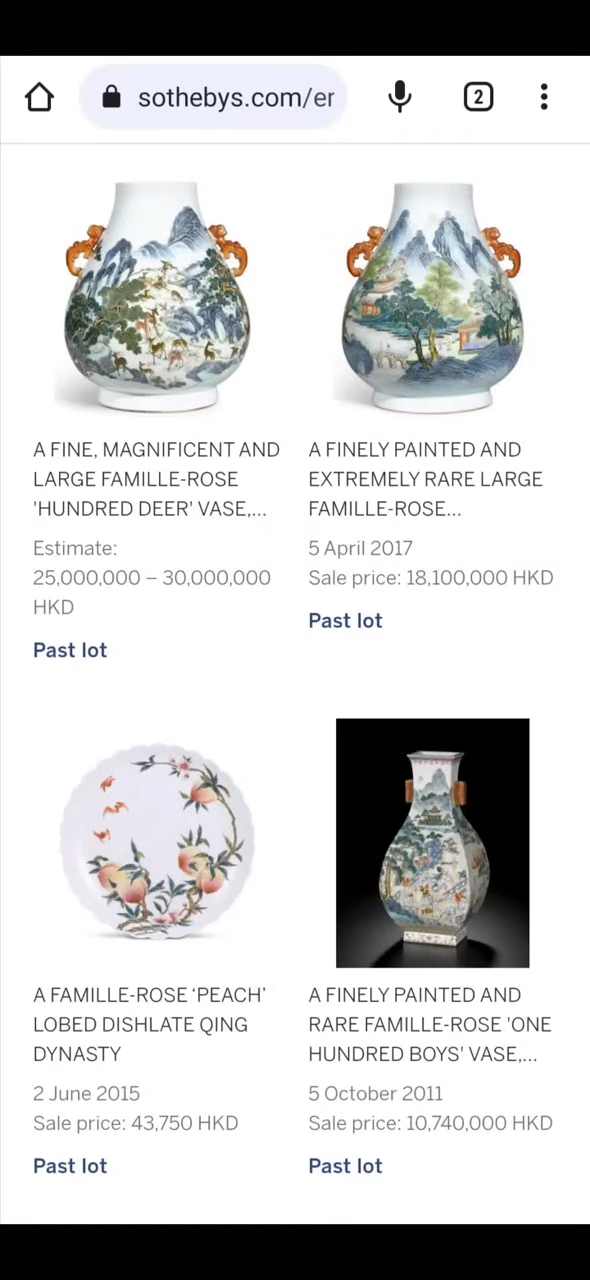 sothebys.com/er
2
A FINE, MAGNIFICENT AND
LARGE FAMILLE-ROSE
'HUNDRED DEER' VASE,...
Estimate:
25,000,000 – 30,000,000
HKD
Past lot
A FINELY PAINTED AND
EXTREMELY RARE LARGE
FAMILLE-ROSE...
5 April 2017
Sale price: 18,100,000 HKD
Past lot
A FAMILLE-ROSE ‘PEACH’
LOBED DISHLATE QING
DYNASTY
2 June 2015
Sale price: 43,750 HKD
Past lot
A FINELY PAINTED AND
RARE FAMILLE-ROSE 'ONE
HUNDRED BOYS' VASE,...
5 October 2011
Sale price: 10,740,000 HKD
Past lot